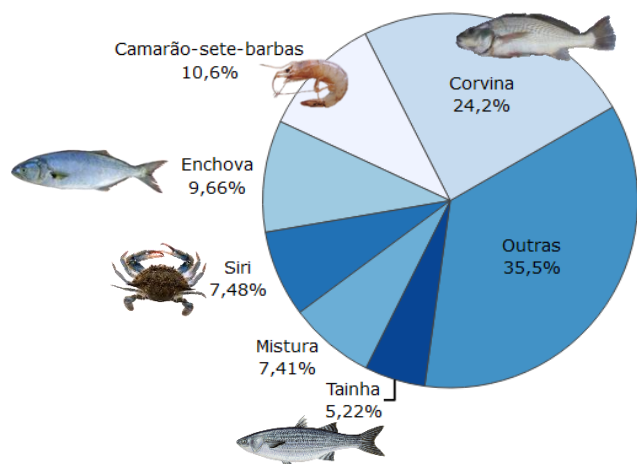 Camarão-sete-barbas
10,6%
Corvina
24,2%
Enchova
9,66%
Outras
35,5%
Siri
7,48%
Mistura
7,41%
Tainha
5,22%